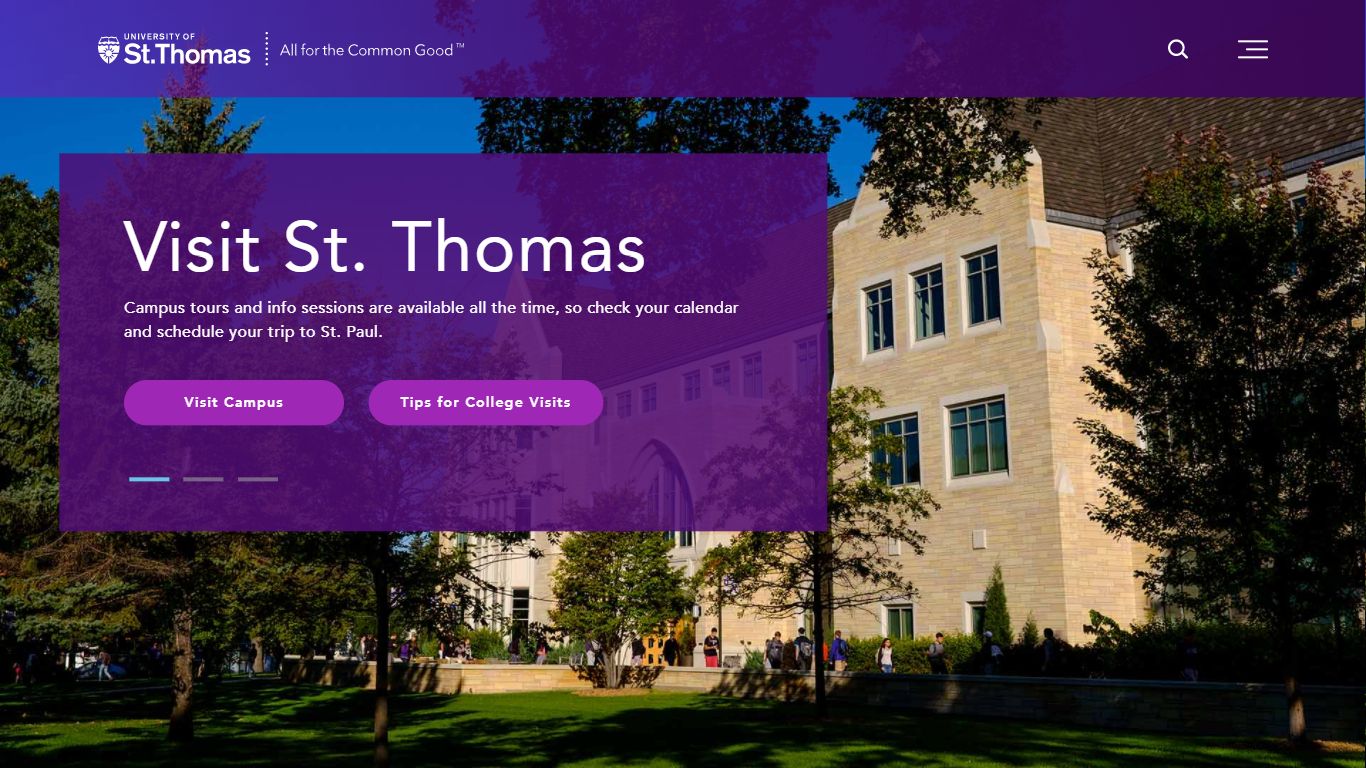 UNIVERSITY OF
St.Thomas
All for the Common Good™
Visit St. Thomas
Campus tours and info sessions are available all the time, so check your calendar
and schedule your trip to St. Paul.
Visit Campus
Tips for College Visits